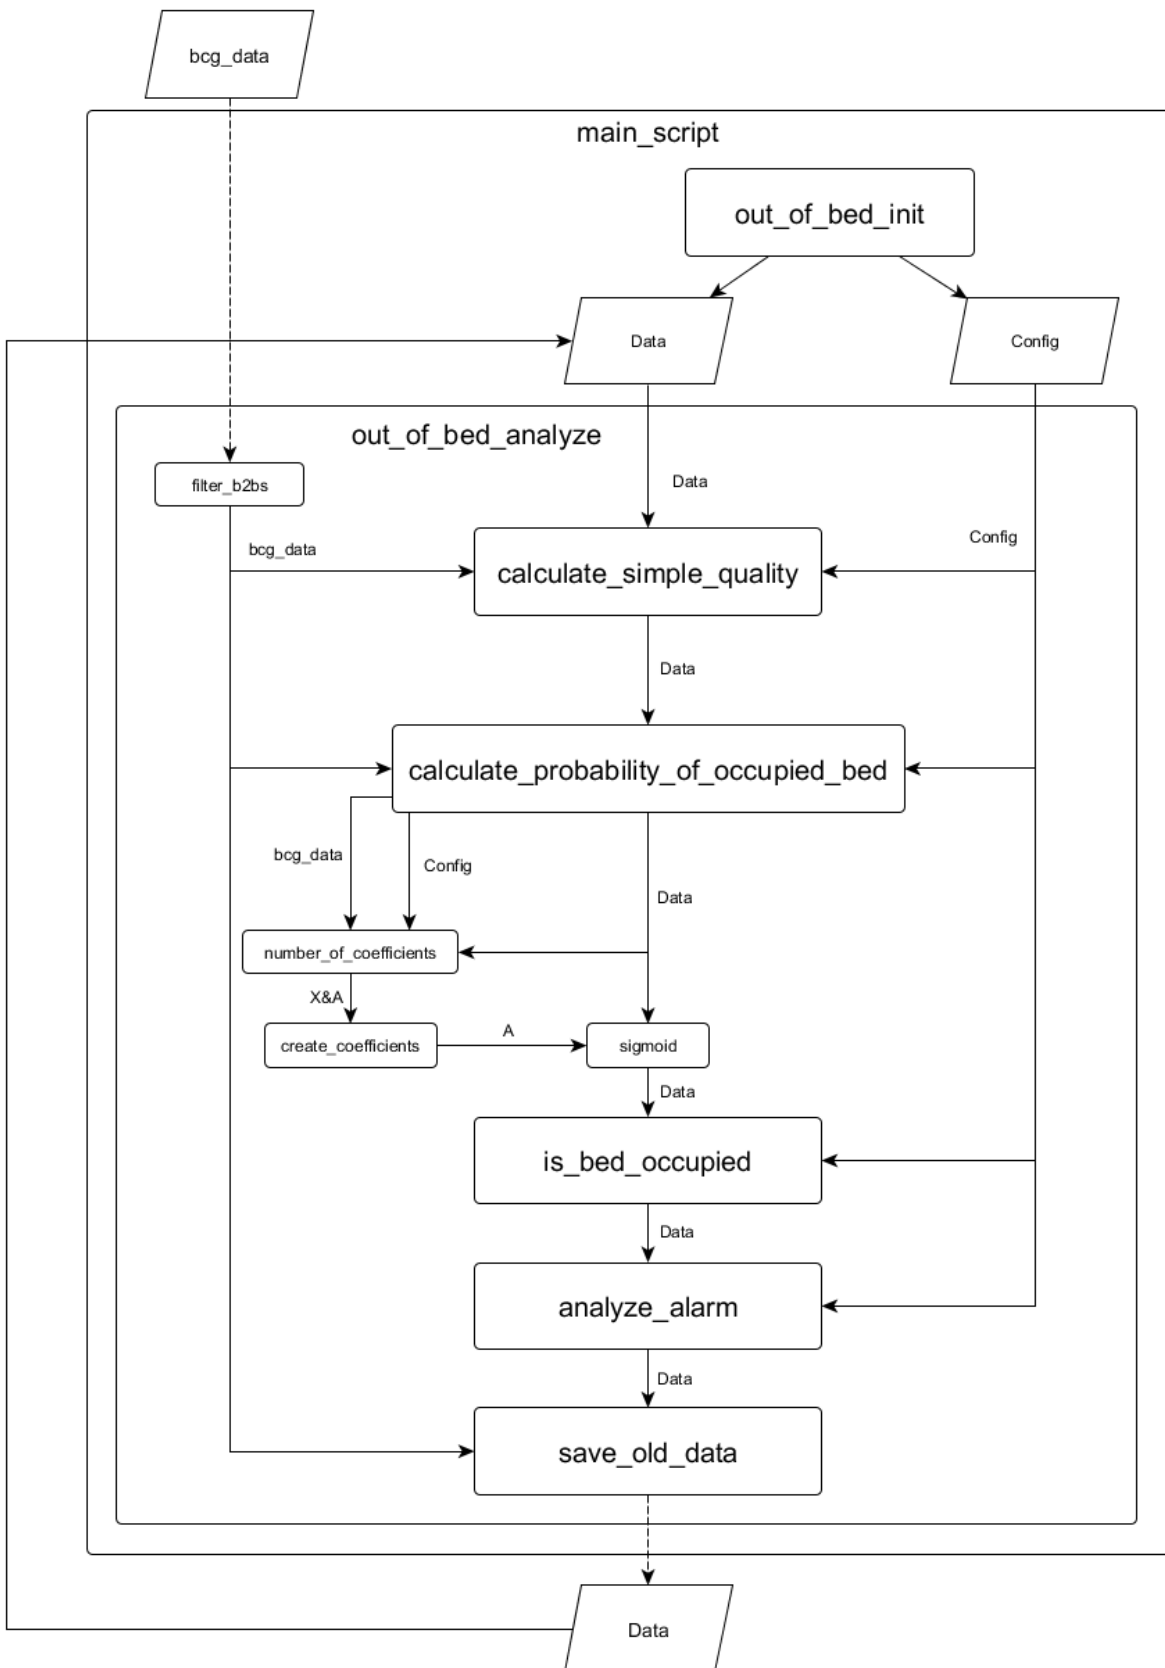 bcg_data
main_script
out_of_bed_init
Data
Config
out_of_bed_analyze
filter_b2bs
Data
Config
bcg_data
calculate_simple_quality
Data
calculate_probability_of_occupied_bed
bcg_data
Config
Data
number_of_coefficients
X&A
create_coefficients
A
sigmoid
Data
is_bed_occupied
Data
analyze_alarm
Data
save_old_data
Data